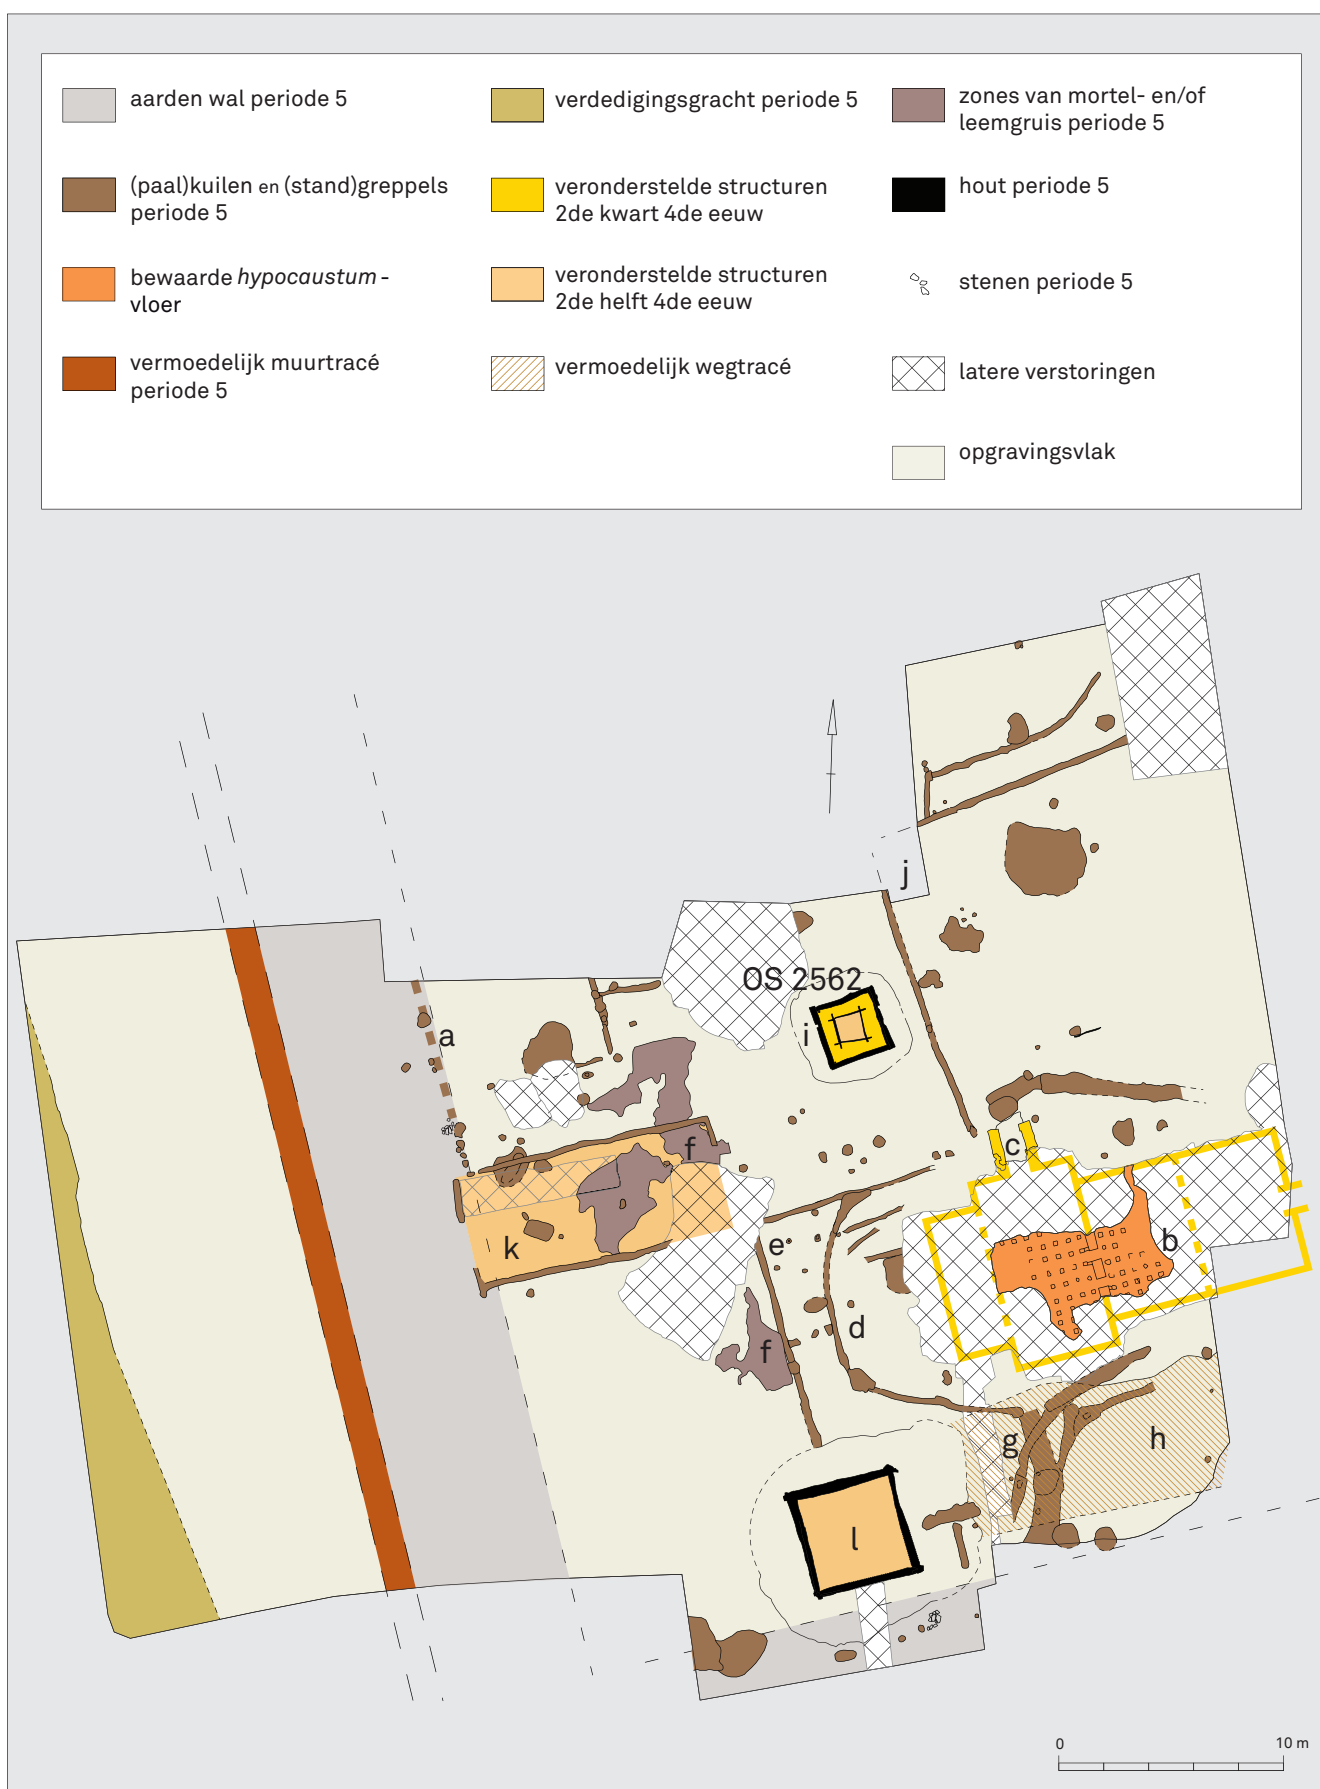 aarden wal periode 5
(paal)kuilen en (stand)greppels
periode 5
bewaarde hypocaustum-
vloer
vermoedelijk muurtracé
periode 5
verdedigingsgracht periode 5
veronderstelde structuren
2de kwart 4de eeuw
veronderstelde structuren
2de helft 4de eeuw
vermoedelijk wegtracé
zones van mortel- en/of
leemgruis periode 5
hout periode 5
stenen periode 5
latere verstoringen
opgravingsvlak
j
OS 2562
i
a
c
f
b
k
e
d
f
g
h
l
0
10 m